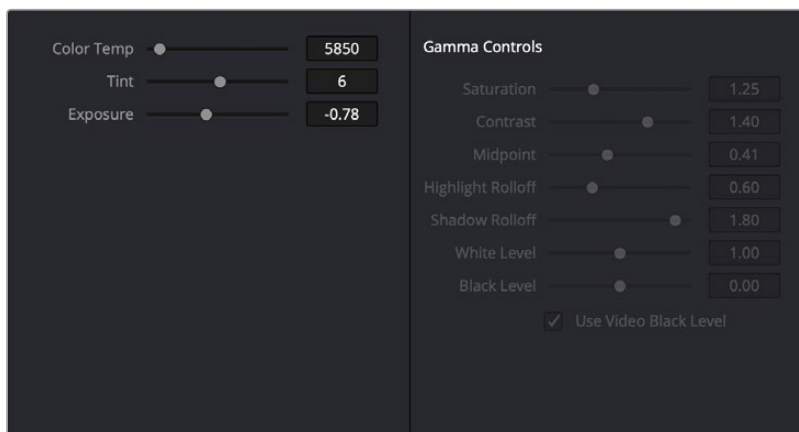 Color Temp 5850
Tint 6
Exposure -0.78
Gamma Controls
Saturation 1.25
Contrast 1.40
Midpoint 0.41
Highlight Rolloff 0.60
Shadow Rolloff 1.80
White Level 1.00
Black Level 0.00
Use Video Black Level